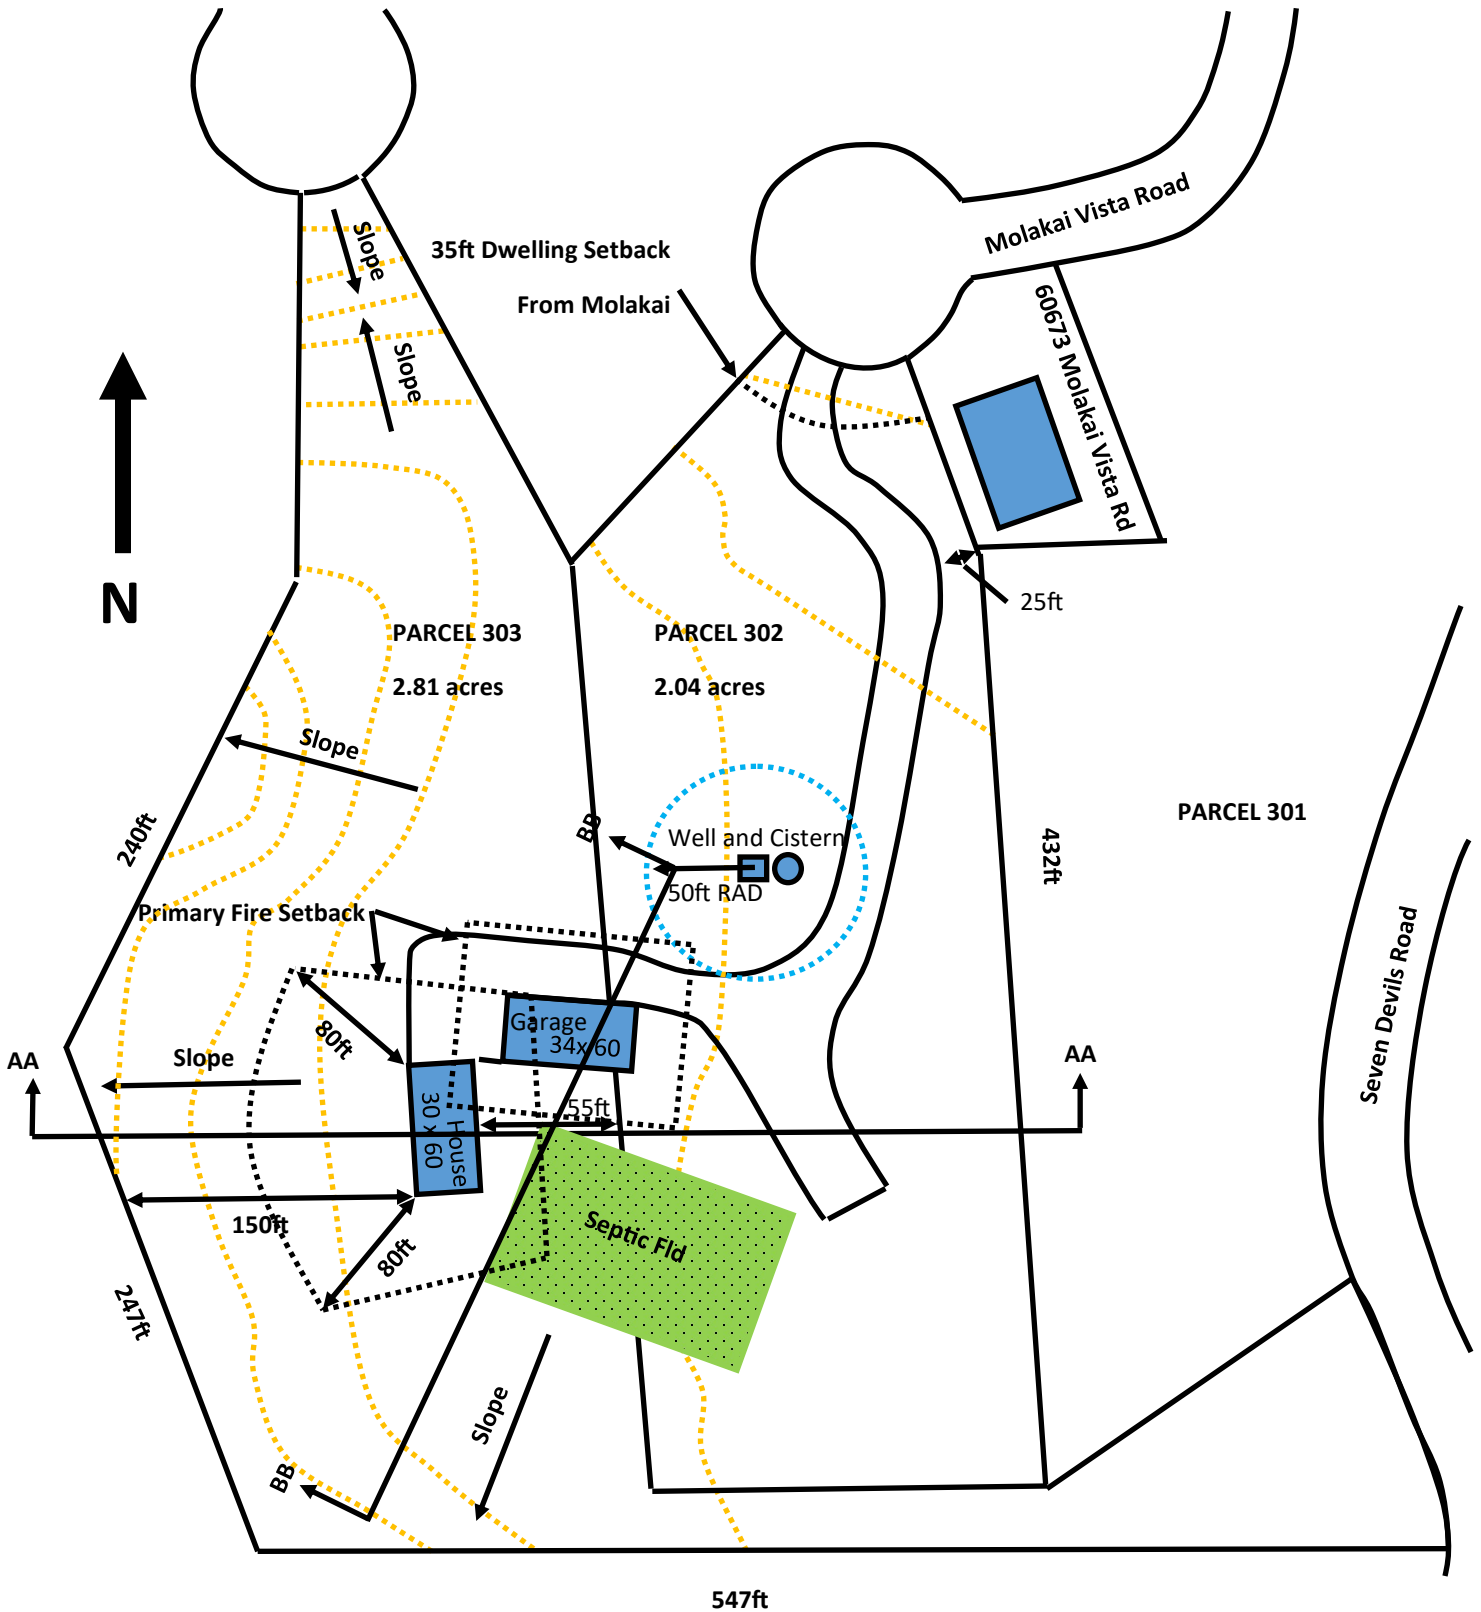 Molakai Vista Road
Slope
35ft Dwelling Setback
From Molakai
60673 Molakai Vista Rd
Slope
N
25ft
PARCEL 303
2.81 acres
PARCEL 302
2.04 acres
Slope
PARCEL 301
240ft
BB
Well and Cistern
432ft
50ft RAD
Primary Fire Setback
Seven Devils Road
Garage
34x 60
80ft
AA
Slope
AA
55ft
House
30 x 60
150ft
80ft
Septic Fld
247ft
Slope
BB
547ft